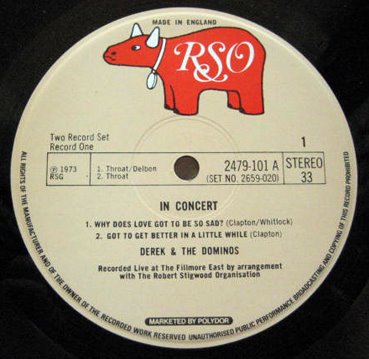 MADE IN ENGLAND
RSO
Two Record Set
Record One
1
℗ 1973
RSG
1. Throat/Delbon
2. Throat
2479-101 A
(SET NO. 2659-020)
STEREO
33
IN CONCERT
1. WHY DOES LOVE GOT TO BE SO SAD? (Clapton/Whitlock)
2. GOT TO GET BETTER IN A LITTLE WHILE (Clapton)
DEREK & THE DOMINOS
Recorded Live at The Fillmore East by arrangement
with The Robert Stigwood Organisation
MARKETED BY POLYDOR
ALL RIGHTS OF THE MANUFACTURER AND OF THE OWNER OF THE RECORDED WORK RESERVED UNAUTHORISED PUBLIC PERFORMANCE BROADCASTING AND COPYING OF THIS RECORD PROHIBITED